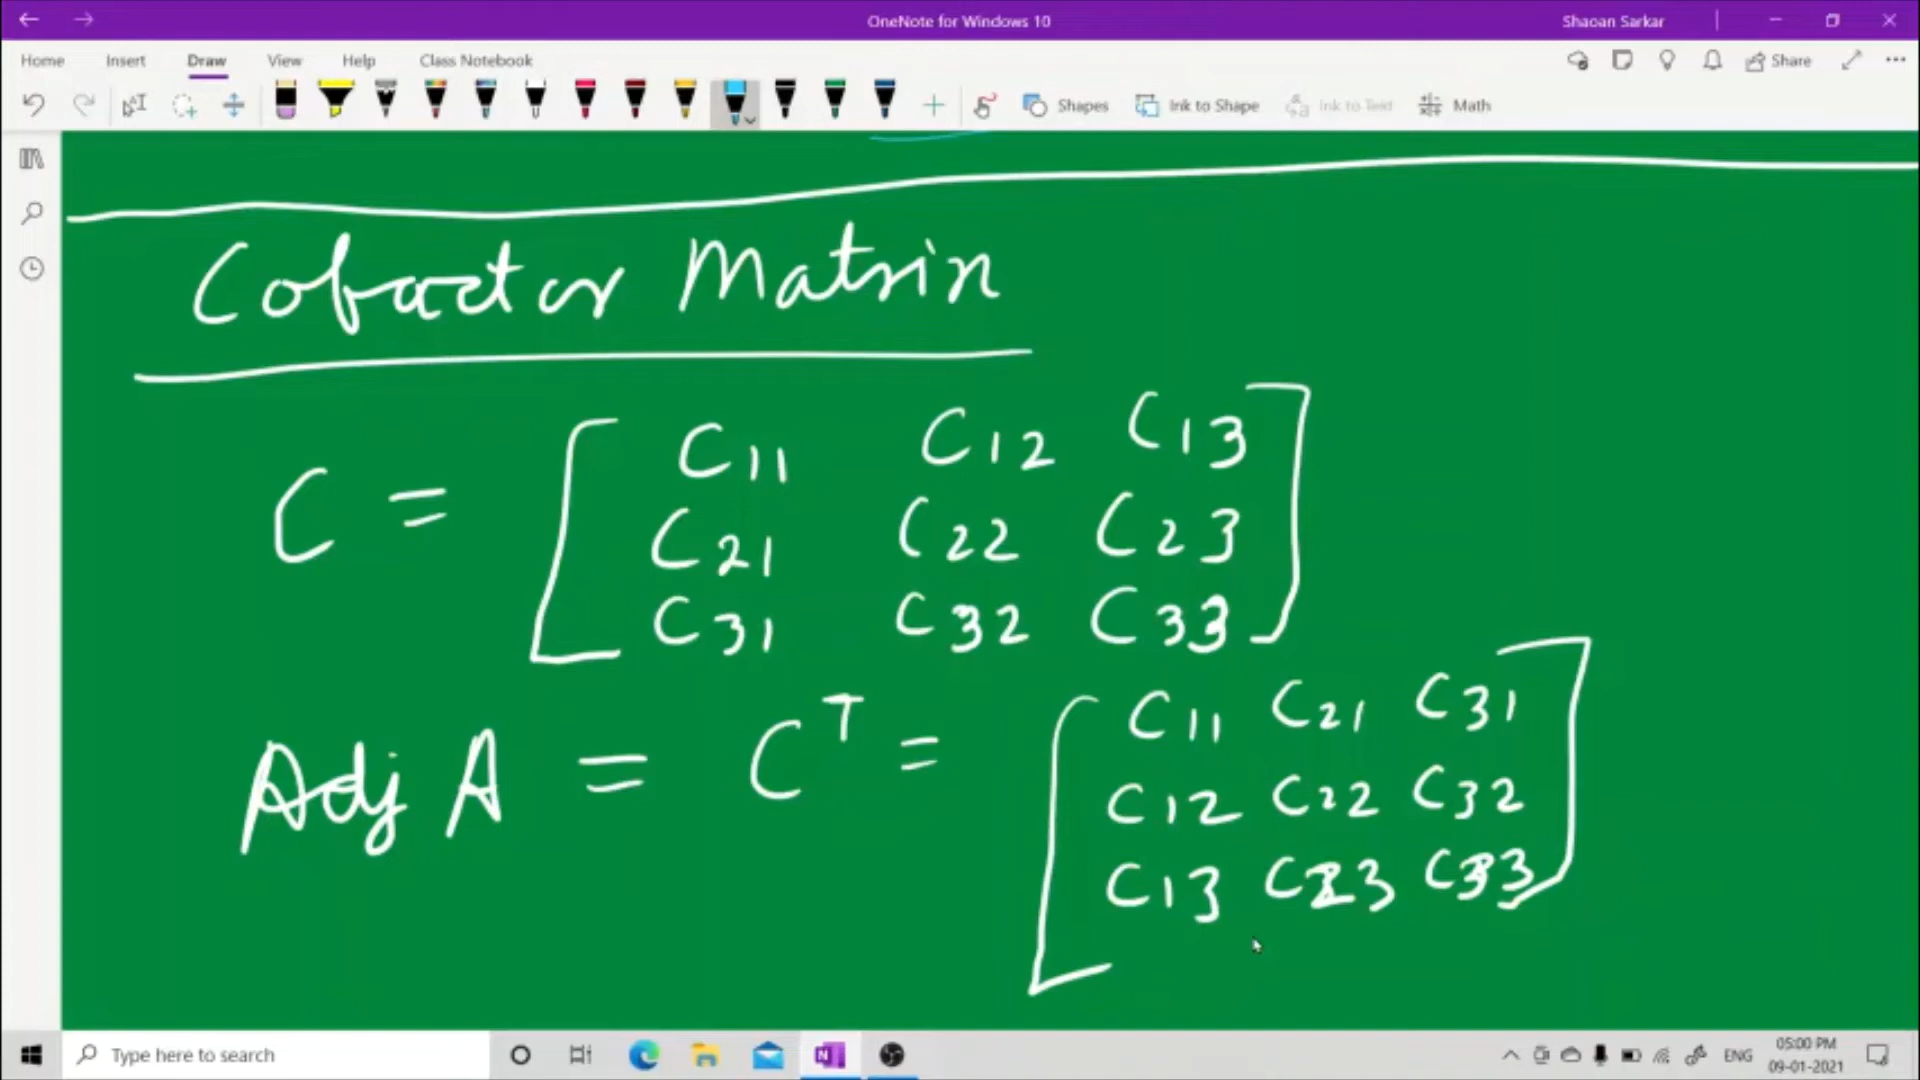 OneNote for Windows 10
Shaoan Sarkar
Home Insert Draw View Help Class Notebook
Share
Shapes Ink to Shape Ink to Text Math
Cofactor Matrix
C = [ C11 C12 C13
C21 C22 C23
C31 C32 C33 ]
Adj A = C^T = [ C11 C21 C31
C12 C22 C32
C13 C23 C33 ]
Type here to search
ENG
05:00 PM
09-01-2021